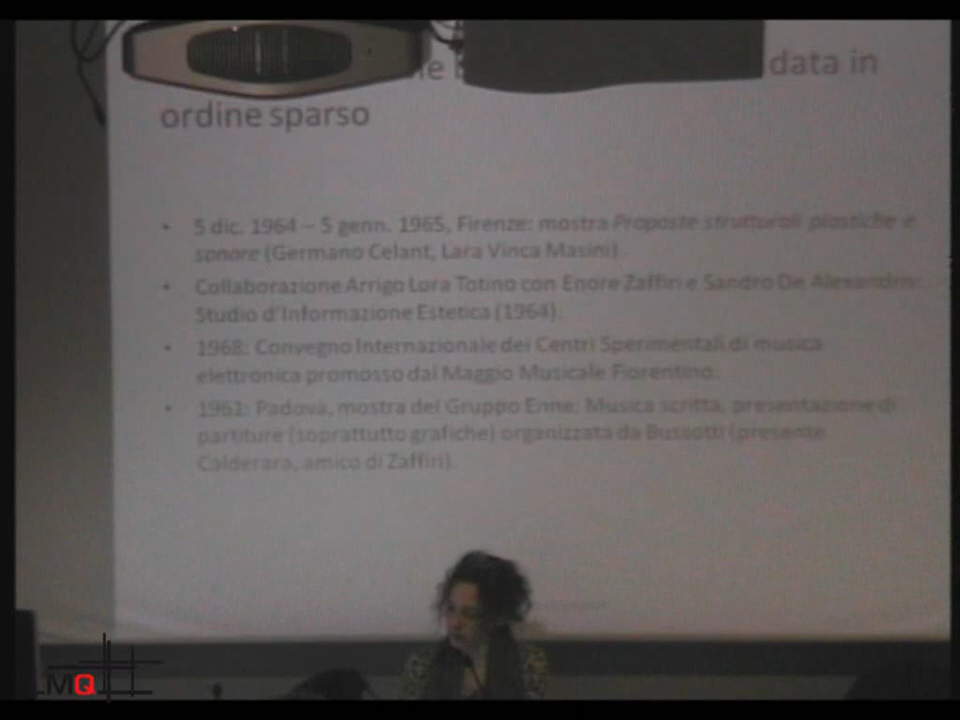 data in
ordine sparso
• 5 dic. 1964 – 5 genn. 1965, Firenze: mostra Proposte strutturali plastiche e
sonore (Germano Celant, Lara Vinca Masini).
• Collaborazione Arrigo Lora Totino con Enore Zaffiri e Sandro De Alexandris:
Studio d'Informazione Estetica (1964).
• 1968: Convegno Internazionale dei Centri Sperimentali di musica
elettronica promosso dal Maggio Musicale Fiorentino.
• 1961: Padova, mostra del Gruppo Enne: Musica scritta, presentazione di
partiture (soprattutto grafiche) organizzata da Bussotti (presente
Calderara, amico di Zaffiri).
MQ